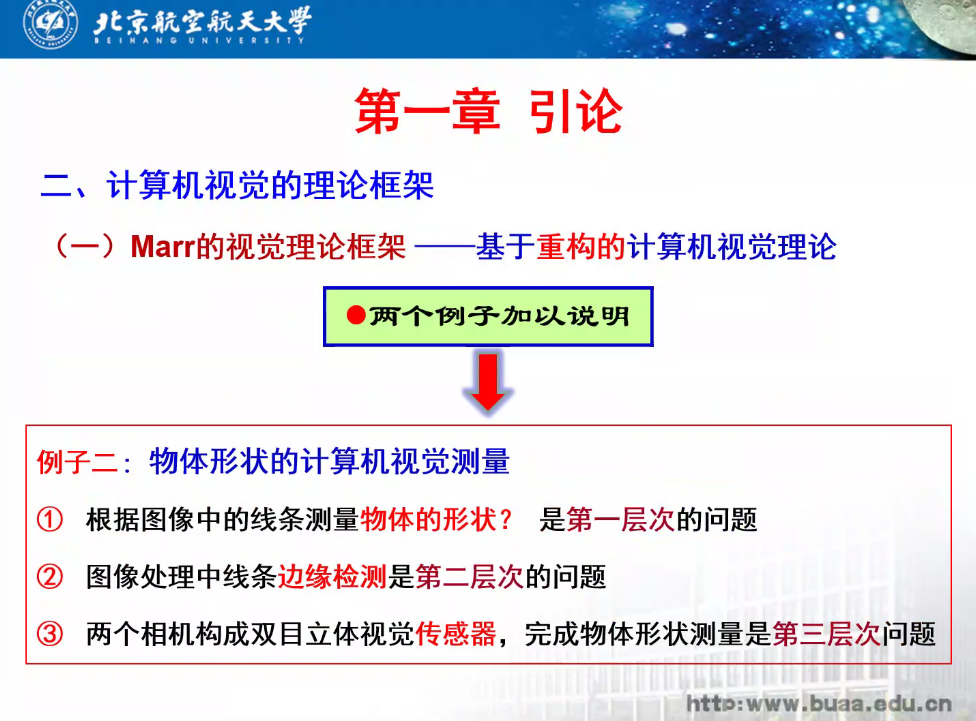 北京航空航天大學
BEIHANG UNIVERSITY
第一章 引论
二、计算机视觉的理论框架
（一）Marr的视觉理论框架 ——基于重构的计算机视觉理论
●两个例子加以说明
例子二：物体形状的计算机视觉测量
① 根据图像中的线条测量物体的形状？ 是第一层次的问题
② 图像处理中线条边缘检测是第二层次的问题
③ 两个相机构成双目立体视觉传感器，完成物体形状测量是第三层次问题
http:www.buaa.edu.cn